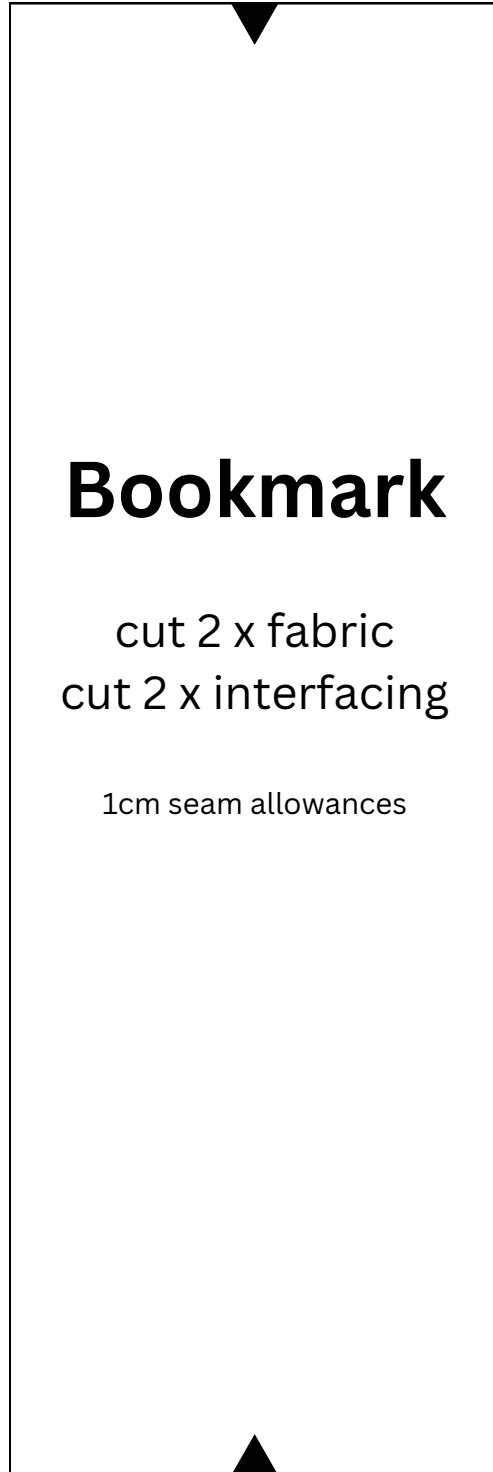 Bookmark
cut 2 x fabric
cut 2 x interfacing
1cm seam allowances